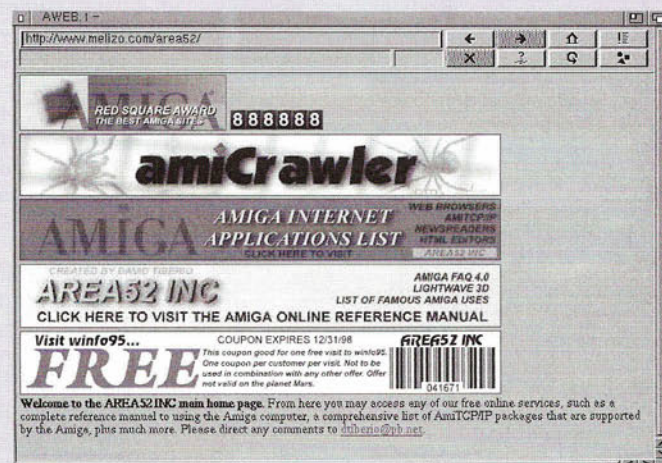 AWEB.1 -
http://www.melizo.com/area52/
AMIGA
RED SQUARE AWARD
THE BEST AMIGA SITES
888888
amiCrawler
AMIGA
AMIGA INTERNET
APPLICATIONS LIST
CLICK HERE TO VISIT
WEB BROWSERS
AMITCP/IP
NEWSREADERS
HTML EDITORS
AREA52 INC
CREATED BY DAVID TIBERIO
AREA52 INC
AMIGA FAQ 4.0
LIGHTWAVE 3D
LIST OF FAMOUS AMIGA USES
CLICK HERE TO VISIT THE AMIGA ONLINE REFERENCE MANUAL
Visit winfo95...
FREE
COUPON EXPIRES 12/31/98
This coupon good for one free visit to winfo95.
One coupon per customer per visit. Not to be
used in combination with any other offer. Offer
not valid on the planet Mars.
AREA52 INC
041671
Welcome to the AREA52 INC main home page. From here you may access any of our free online services, such as a
complete reference manual to using the Amiga computer, a comprehensive list of AmiTCP/IP packages that are supported
by the Amiga, plus much more. Please direct any comments to dtiberio@pb.net.